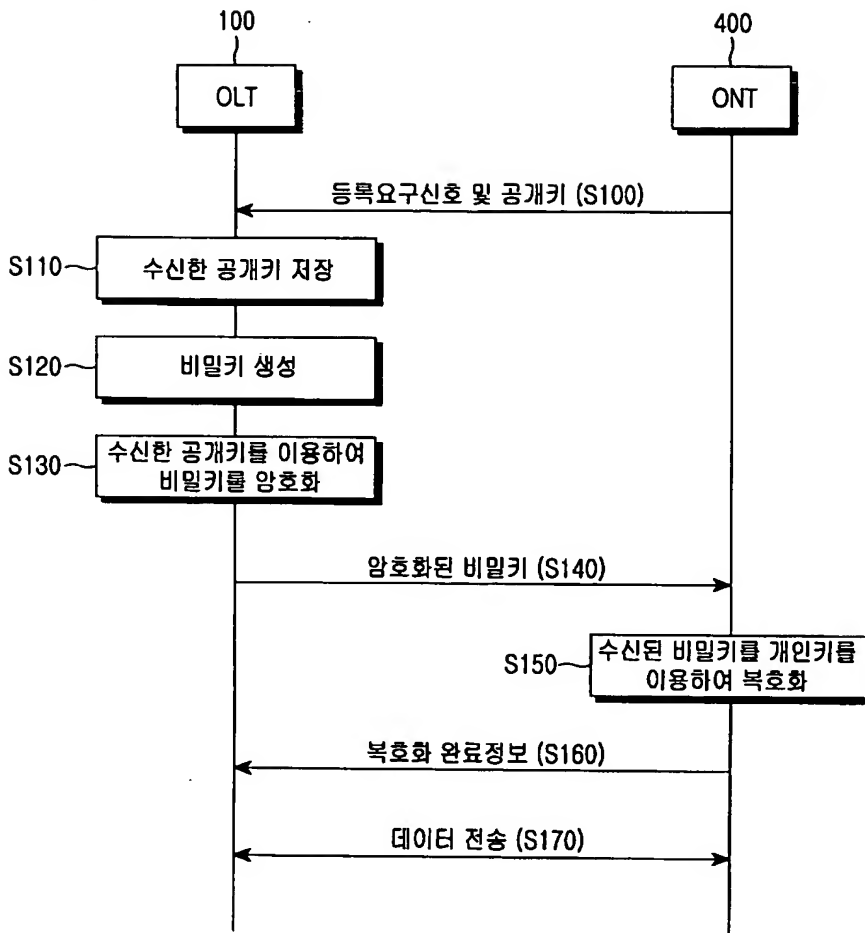 100
400
OLT
ONT
등록요구신호 및 공개키 (S100)
S110
수신한 공개키 저장
S120
비밀키 생성
S130
수신한 공개키를 이용하여
비밀키를 암호화
암호화된 비밀키 (S140)
S150
수신된 비밀키를 개인키를
이용하여 복호화
복호화 완료정보 (S160)
데이터 전송 (S170)